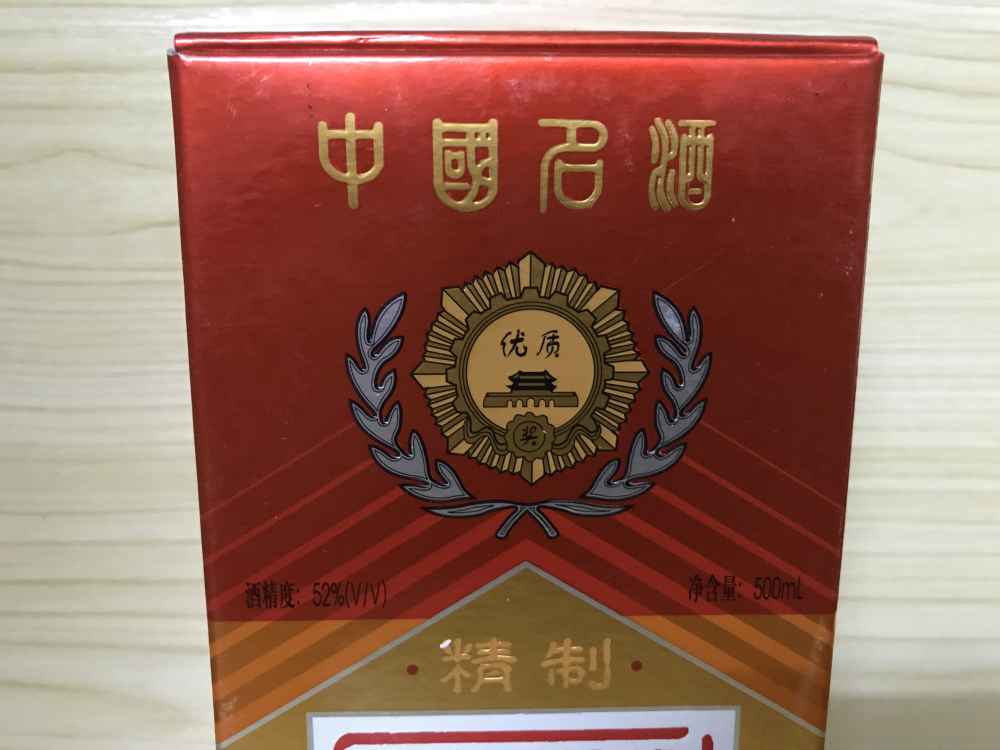 中國名酒
优质
奖
酒精度：52%(V/V)
净含量：500mL
·精制·